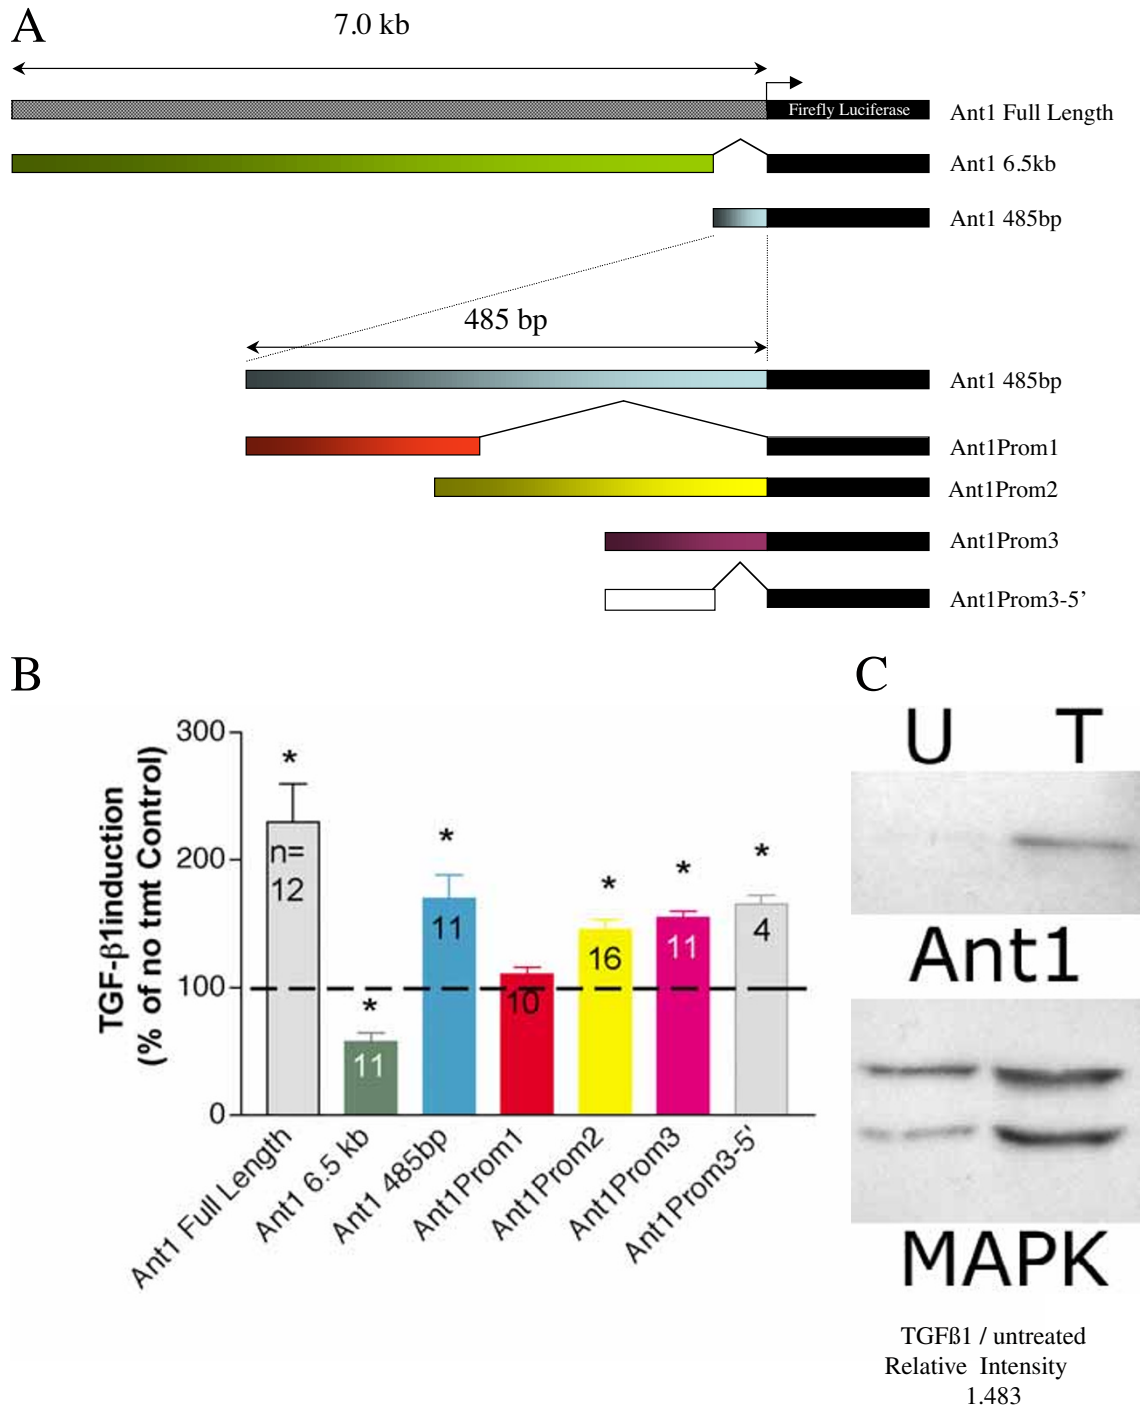 A
7.0 kb
Firefly Luciferase
Ant1 Full Length
Ant1 6.5kb
Ant1 485bp
485 bp
Ant1 485bp
Ant1Prom1
Ant1Prom2
Ant1Prom3
Ant1Prom3-5’
B
TGF-β1induction
(% of no tmt Control)
300
200
100
0
*
n=
12
*
11
*
11
10
*
16
*
11
*
4
Ant1 Full Length
Ant1 6.5 kb
Ant1 485bp
Ant1Prom1
Ant1Prom2
Ant1Prom3
Ant1Prom3-5'
C
U T
Ant1
MAPK
TGFß1 / untreated
Relative Intensity
1.483